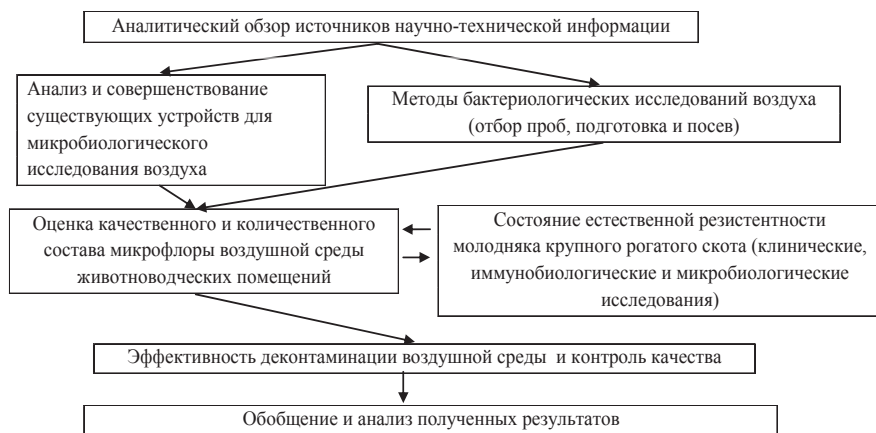 Аналитический обзор источников научно-технической информации
Анализ и совершенствование
существующих устройств для
микробиологического
исследования воздуха
Методы бактериологических исследований воздуха
(отбор проб, подготовка и посев)
Оценка качественного и количественного
состава микрофлоры воздушной среды
животноводческих помещений
Состояние естественной резистентности
молодняка крупного рогатого скота (клинические,
иммунобиологические и микробиологические
исследования)
Эффективность деконтаминации воздушной среды и контроль качества
Обобщение и анализ полученных результатов